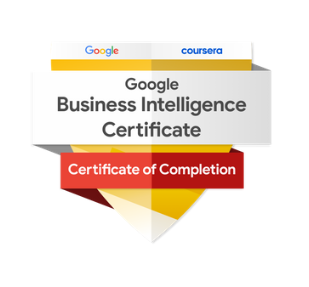 Google coursera
Google
Business Intelligence
Certificate
Certificate of Completion